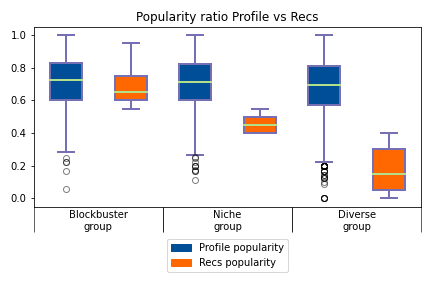 Popularity ratio Profile vs Recs
1.0
0.8
0.6
0.4
0.2
0.0
Blockbuster
group
Niche
group
Diverse
group
Profile popularity
Recs popularity